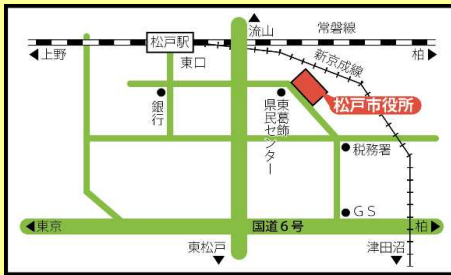 流山
常磐線
松戸駅
上野
柏
東口
新京成線
松戸市役所
銀行
東葛飾
県民センター
税務署
GS
東京
国道6号
柏
東松戸
津田沼